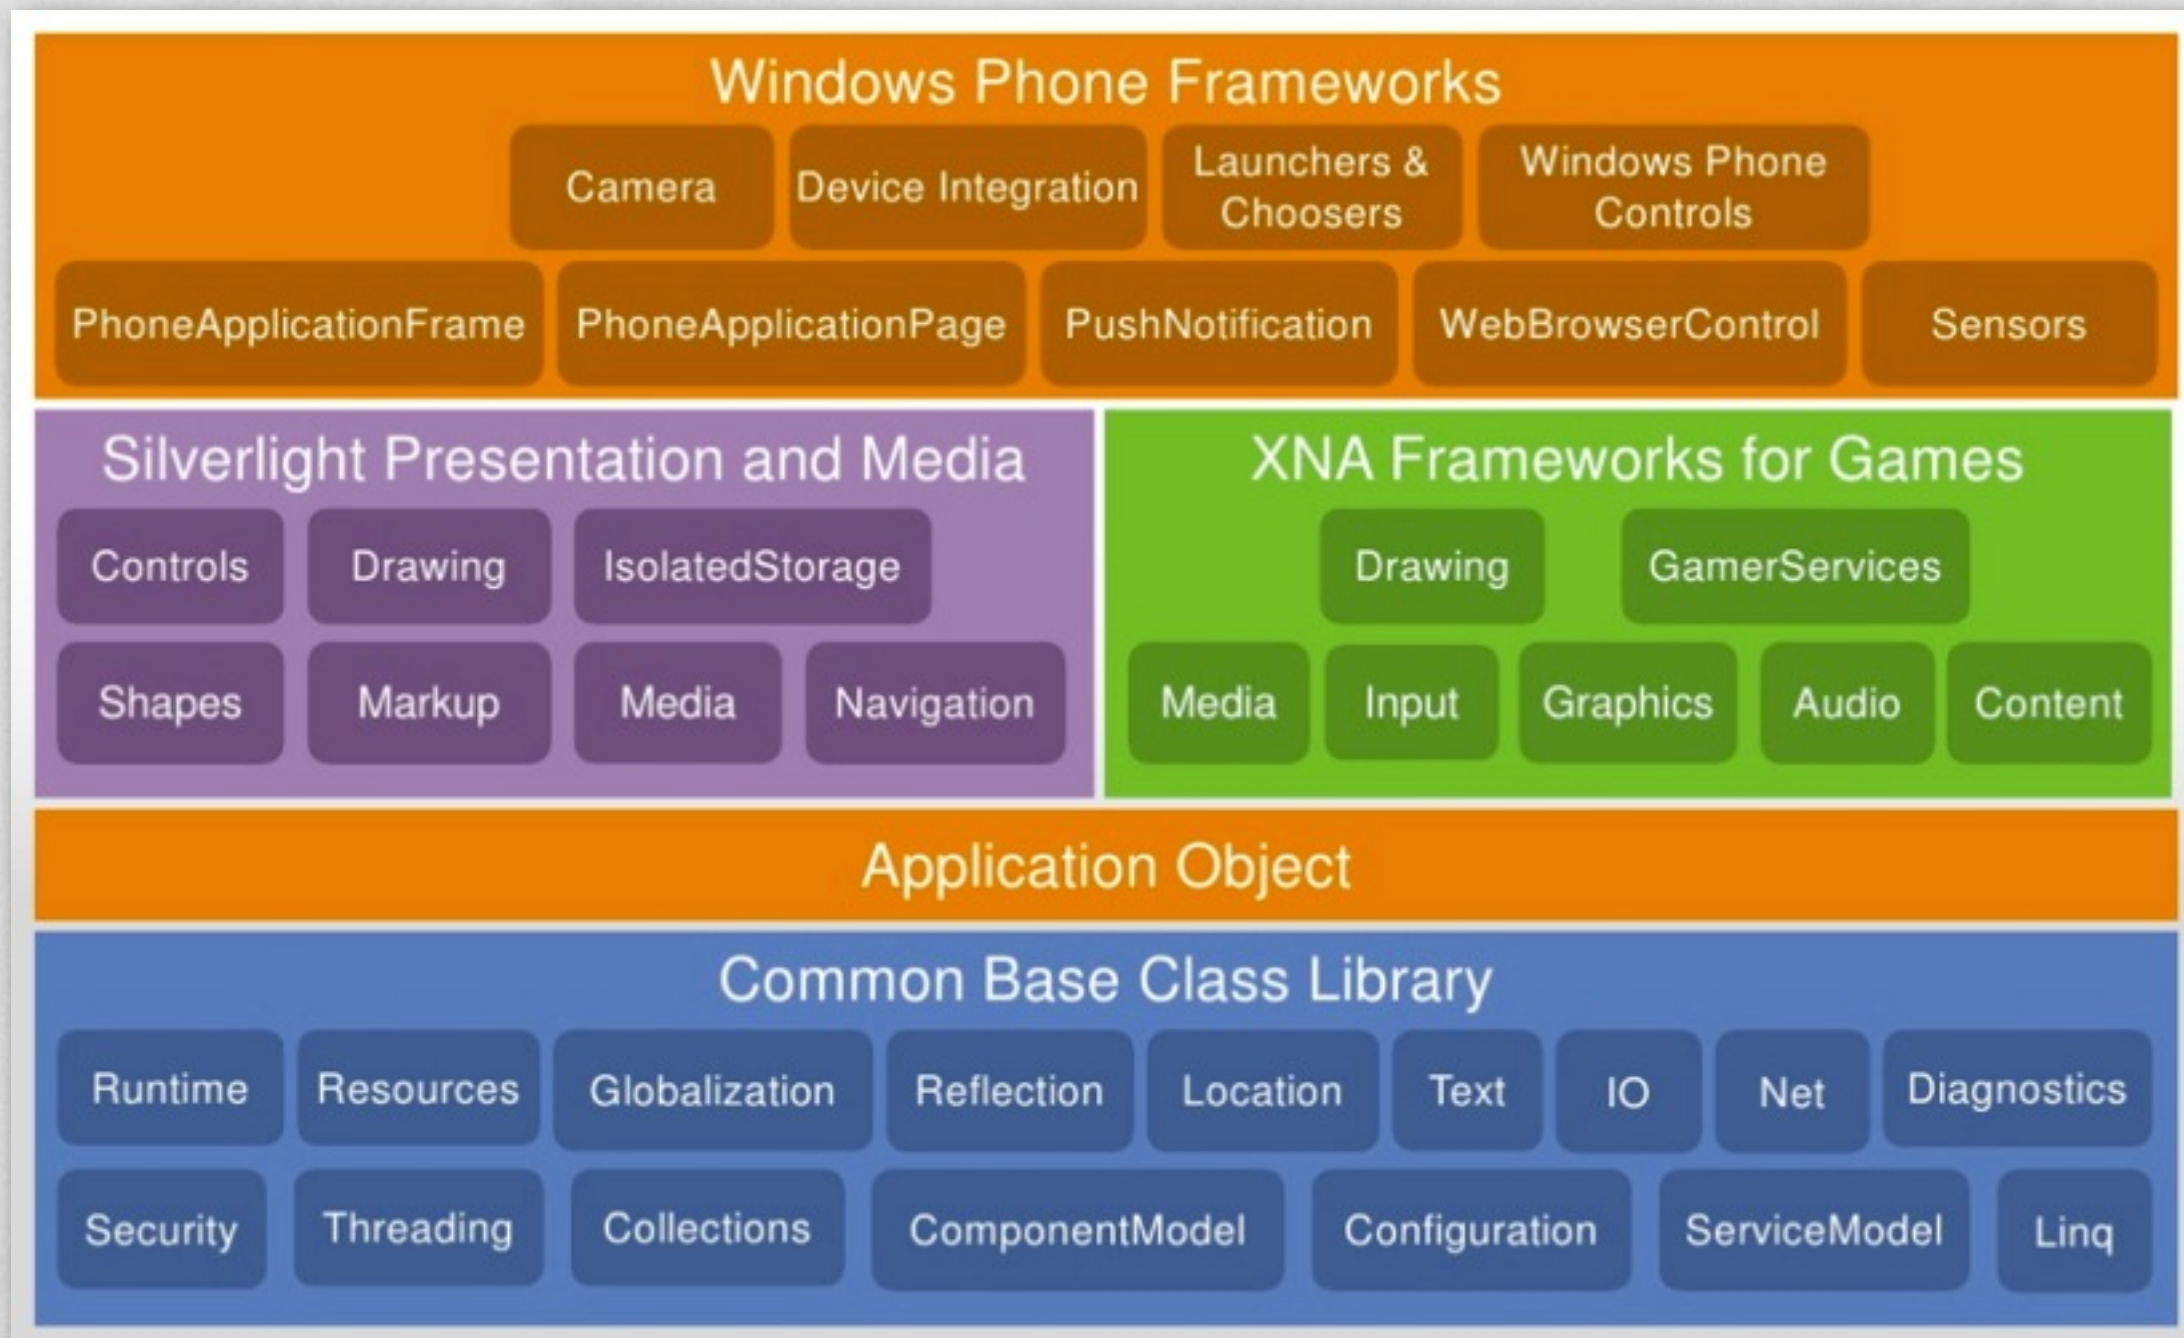 Windows Phone Frameworks
Camera
Device Integration
Launchers &
Choosers
Windows Phone
Controls
PhoneApplicationFrame
PhoneApplicationPage
PushNotification
WebBrowserControl
Sensors
Silverlight Presentation and Media
Controls
Drawing
IsolatedStorage
Shapes
Markup
Media
Navigation
XNA Frameworks for Games
Drawing
GamerServices
Media
Input
Graphics
Audio
Content
Application Object
Common Base Class Library
Runtime
Resources
Globalization
Reflection
Location
Text
IO
Net
Diagnostics
Security
Threading
Collections
ComponentModel
Configuration
ServiceModel
Linq